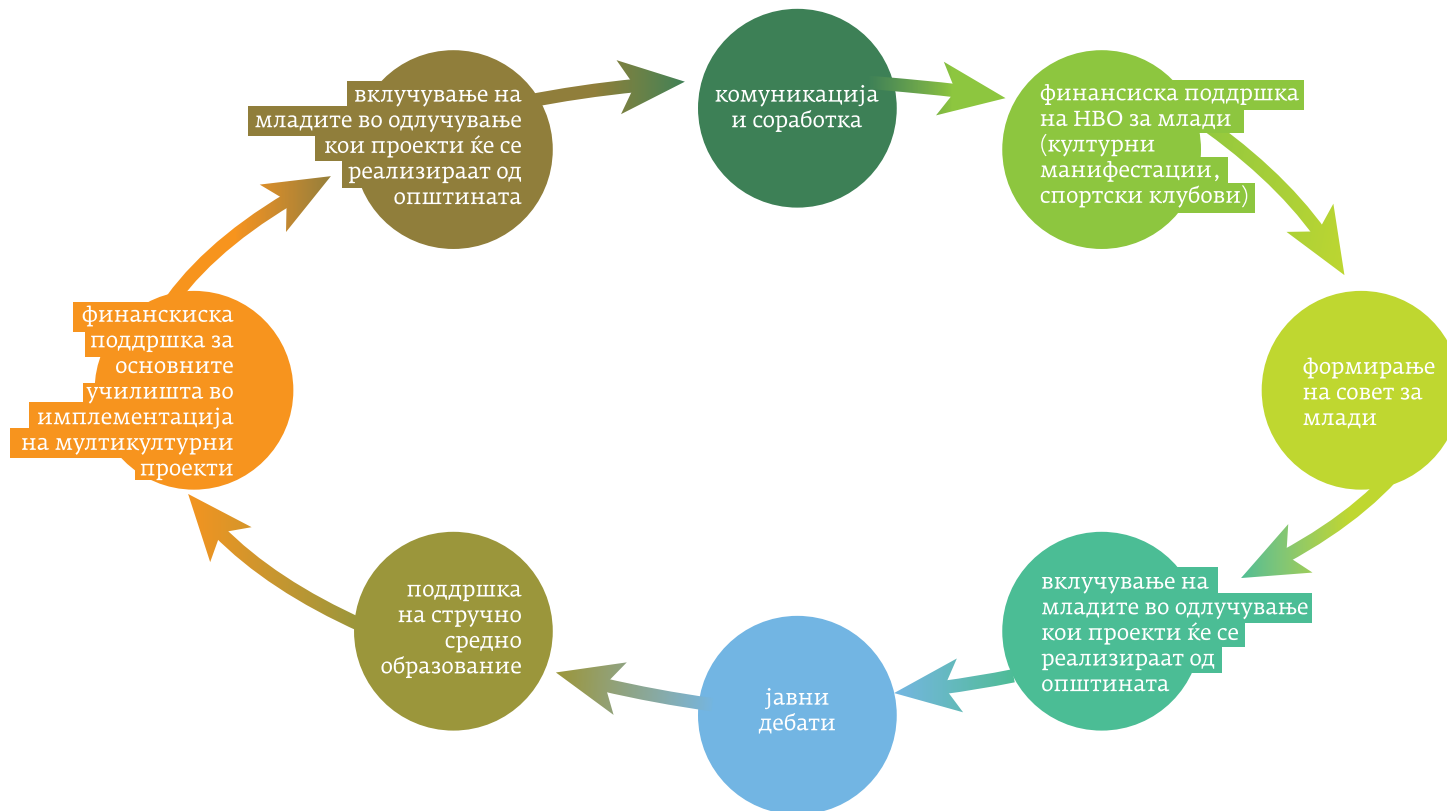 комуникација
и соработка
финансиска поддршка
на НВО за млади
(културни
манифестации,
спортски клубови)
формирање
на совет за
млади
вклучување на
младите во одлучување
кои проекти ќе се
реализираат од
општината
јавни
дебати
поддршка
на стручно
средно
образование
финанскиска
поддршка за
основните
училишта во
имплементација
на мултикултурни
проекти
вклучување на
младите во одлучување
кои проекти ќе се
реализираат од
општината